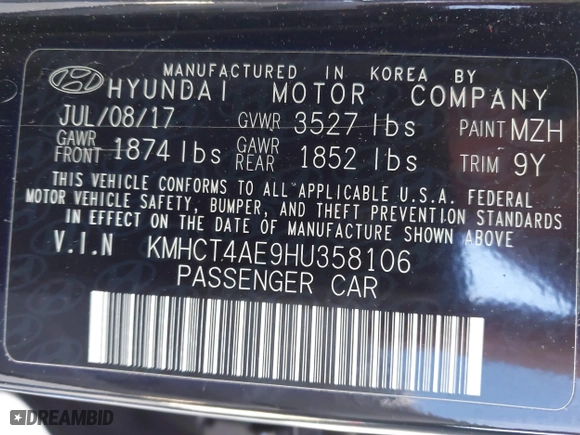 MANUFACTURED IN KOREA BY
HYUNDAI MOTOR COMPANY
JUL/08/17 GVWR 3527 lbs PAINT MZH
GAWR FRONT 1874 lbs GAWR REAR 1852 lbs TRIM 9Y
THIS VEHICLE CONFORMS TO ALL APPLICABLE U.S.A. FEDERAL
MOTOR VEHICLE SAFETY, BUMPER, AND THEFT PREVENTION STANDARDS
IN EFFECT ON THE DATE OF MANUFACTURE SHOWN ABOVE
V.I.N KMHCT4AE9HU358106
PASSENGER CAR
DREAMBID